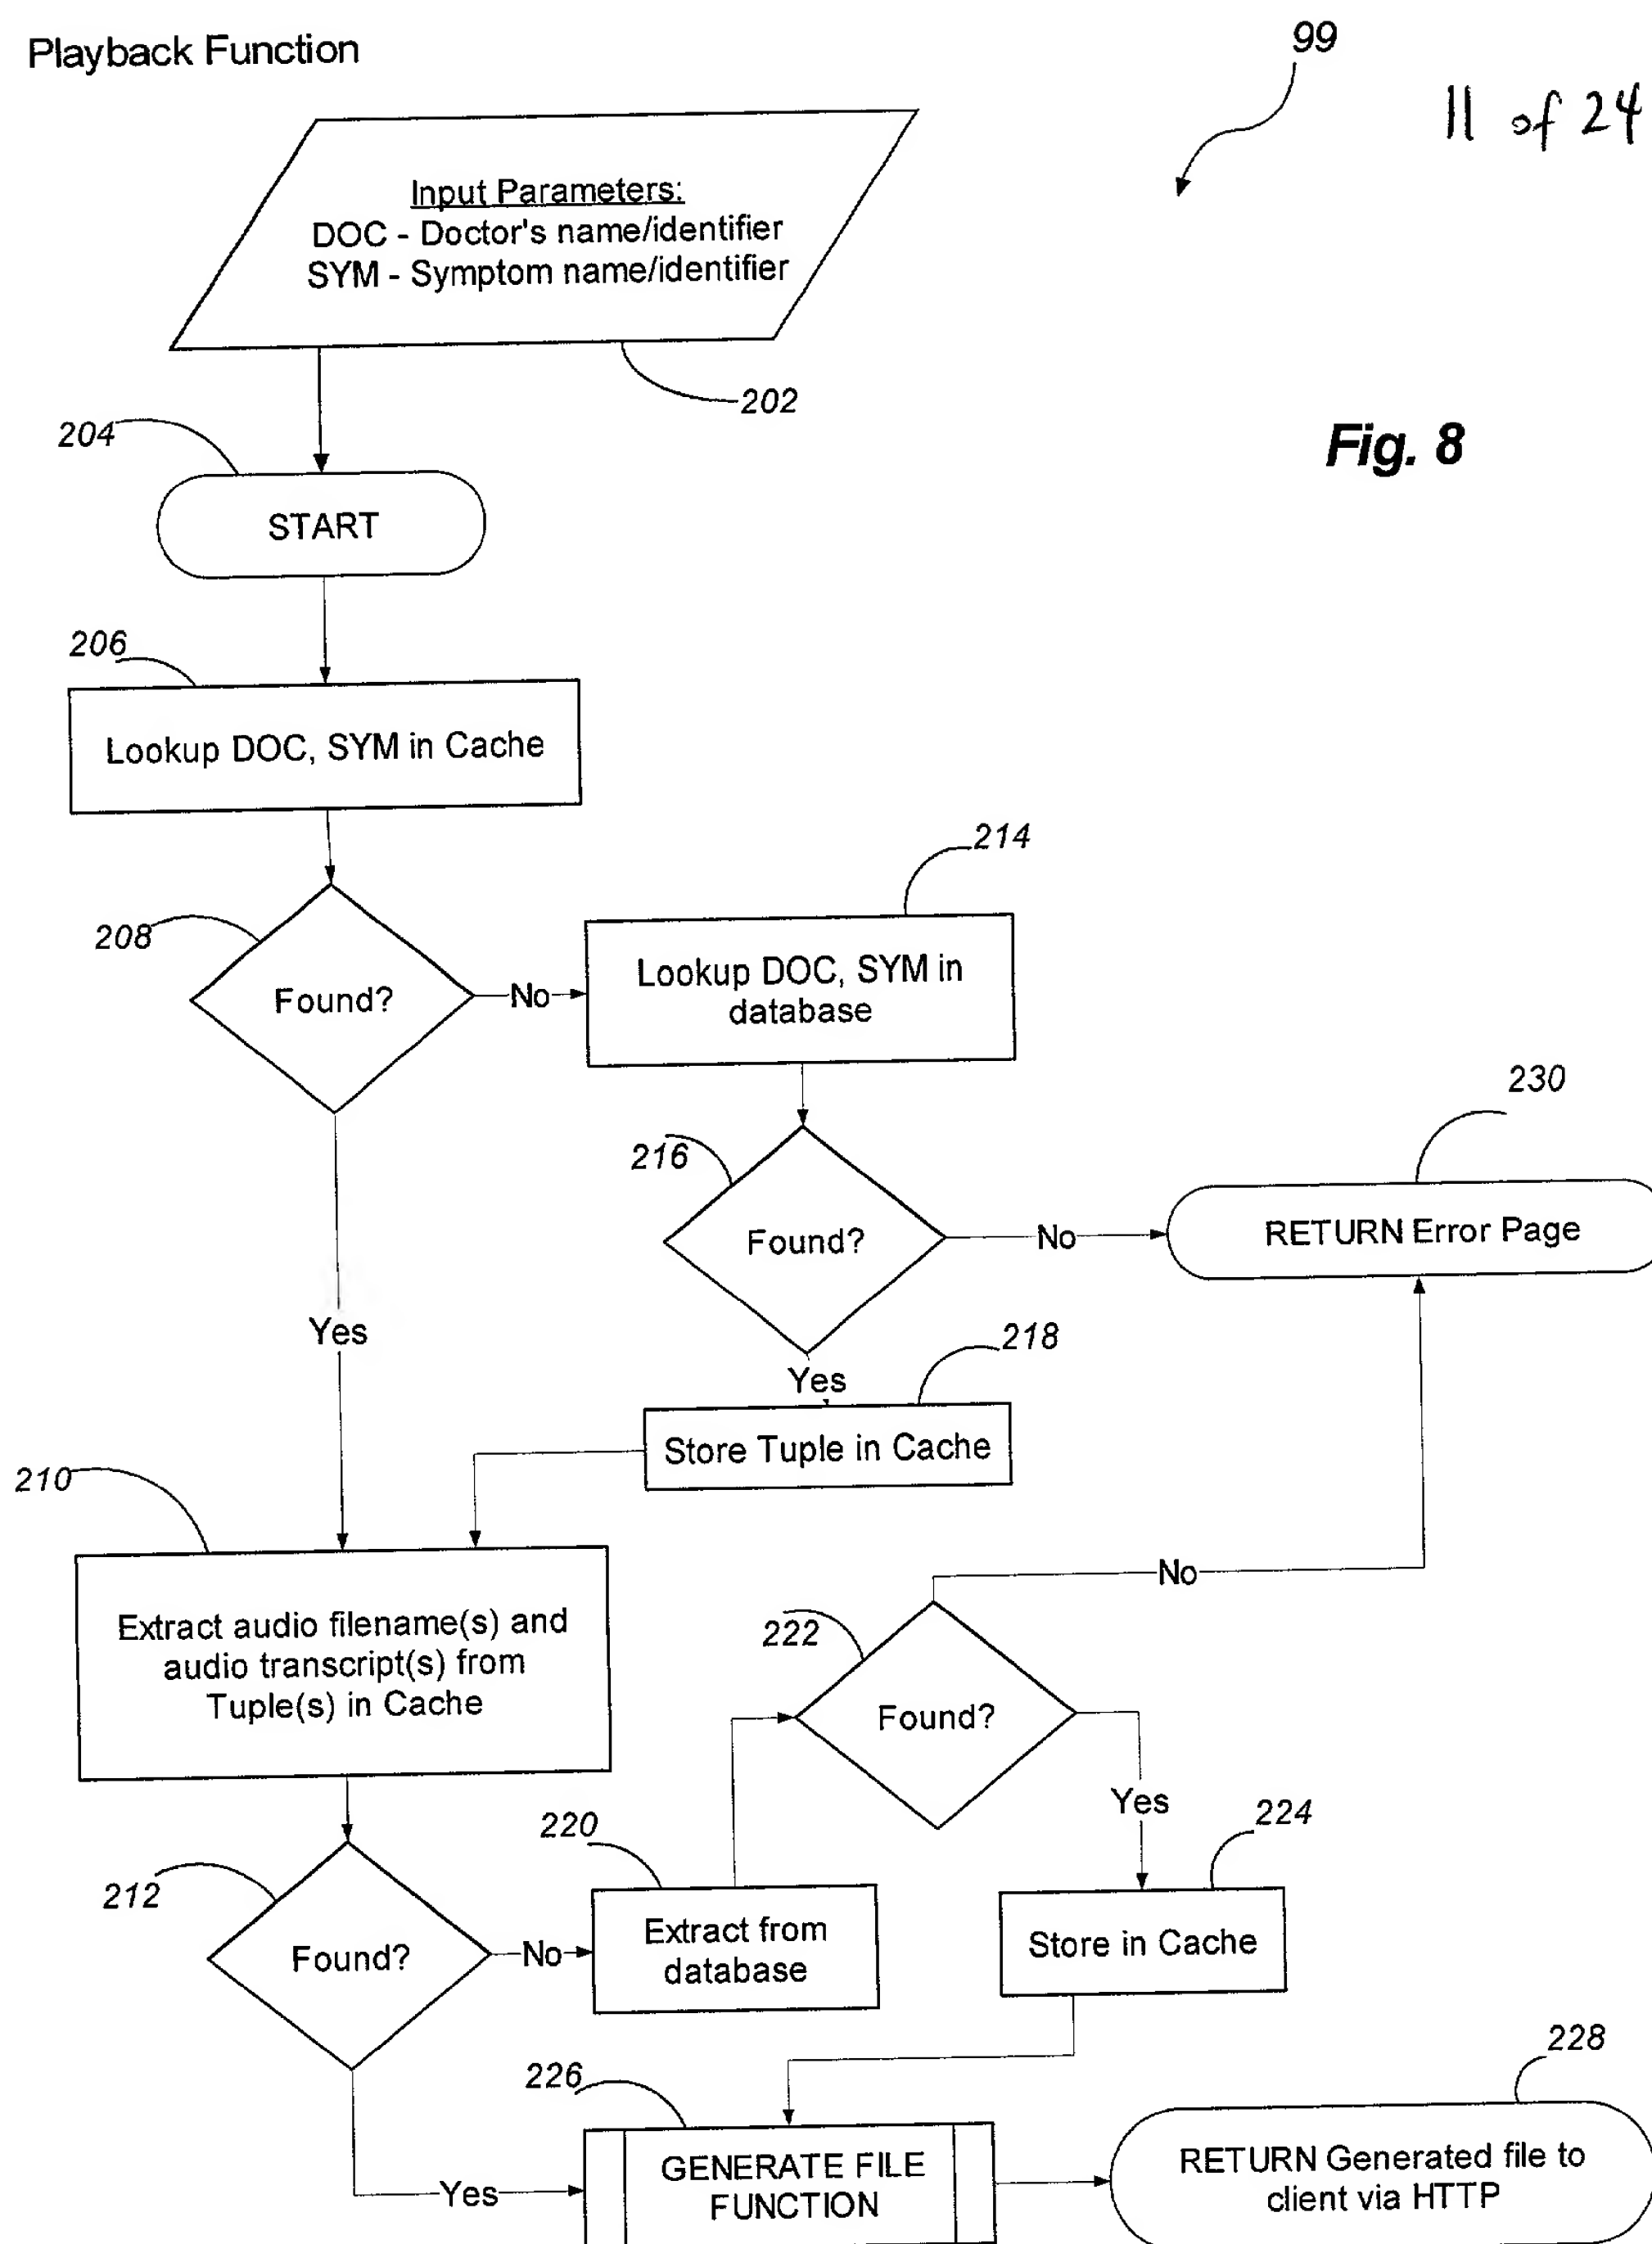 Playback Function
99
11 of 24
Input Parameters:
DOC - Doctor's name/identifier
SYM - Symptom name/identifier
202
204
Fig. 8
START
206
Lookup DOC, SYM in Cache
214
208
Found?
No
Lookup DOC, SYM in
database
230
216
Found?
No
RETURN Error Page
Yes
218
Yes
Store Tuple in Cache
210
No
Extract audio filename(s) and
audio transcript(s) from
Tuple(s) in Cache
222
Found?
Yes
224
220
212
Found?
No
Extract from
database
Store in Cache
228
226
GENERATE FILE
FUNCTION
RETURN Generated file to
client via HTTP
Yes